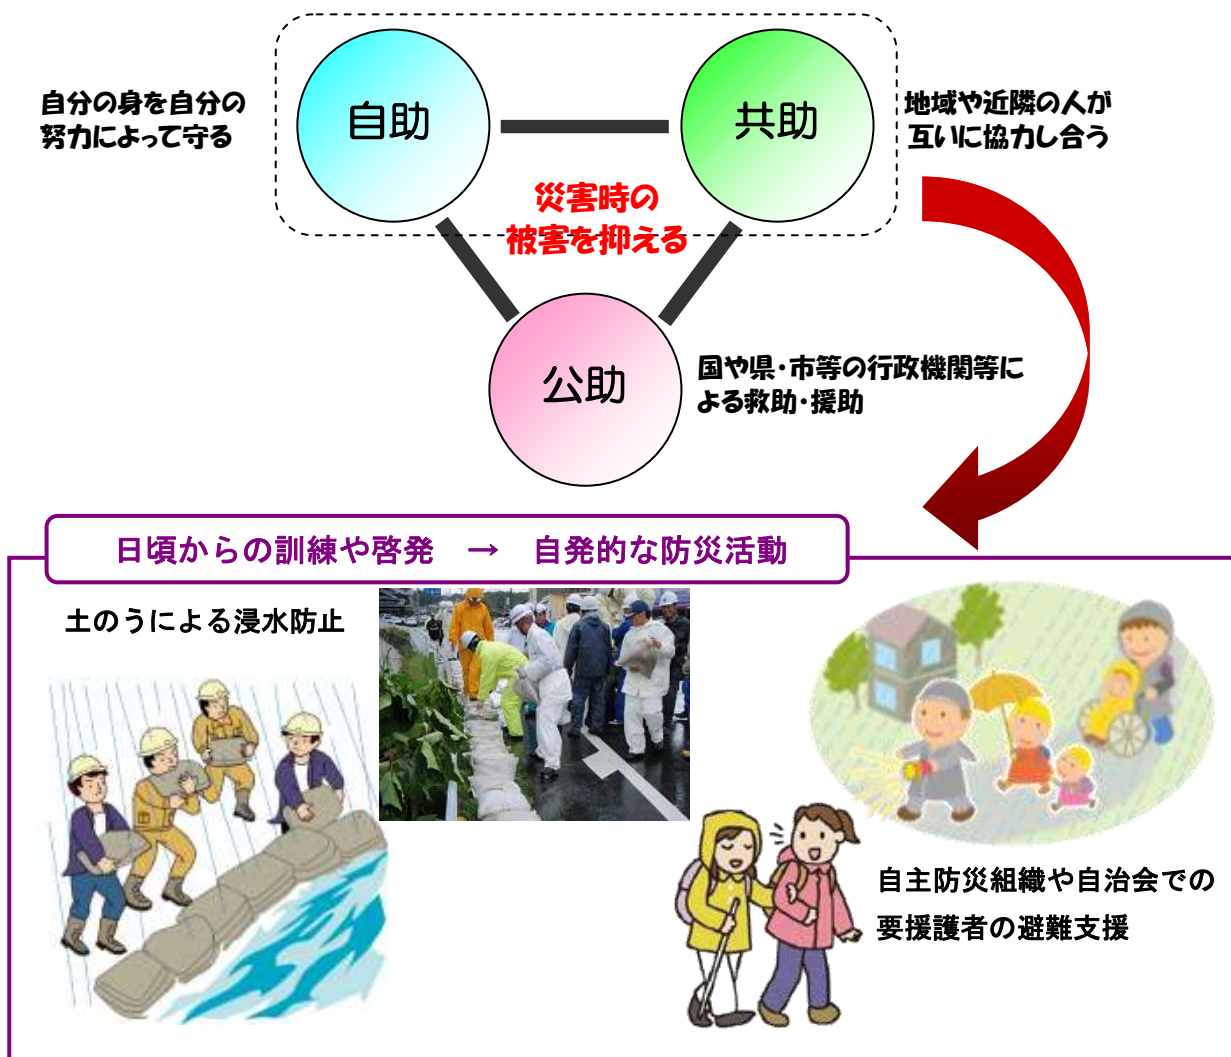 自助
共助
自分の身を自分の
努力によって守る
地域や近隣の人が
互いに協力し合う
災害時の
被害を抑える
公助
国や県・市等の行政機関等に
よる救助・援助
日頃からの訓練や啓発　→　自発的な防災活動
土のうによる浸水防止
自主防災組織や自治会での
要援護者の避難支援